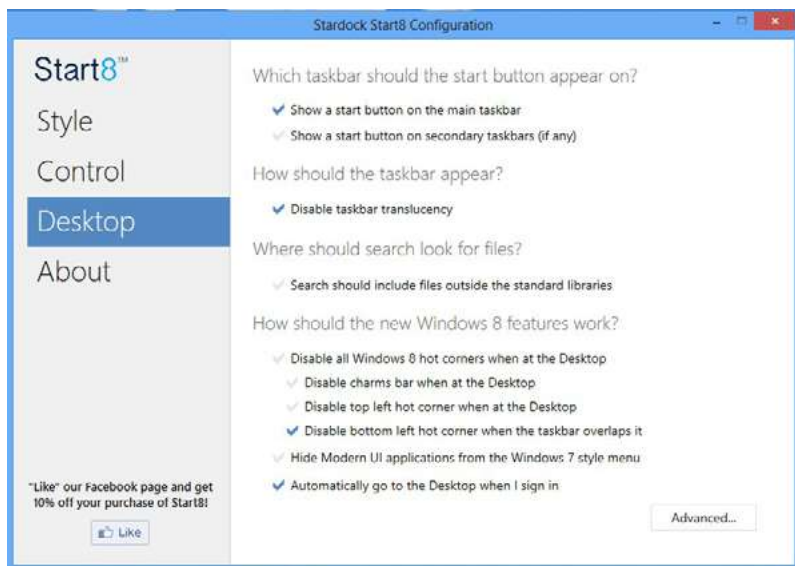 Stardock Start8 Configuration
Start8™
Style
Control
Desktop
About
"Like" our Facebook page and get
10% off your purchase of Start8!
Like
Which taskbar should the start button appear on?
Show a start button on the main taskbar
Show a start button on secondary taskbars (if any)
How should the taskbar appear?
Disable taskbar translucency
Where should search look for files?
Search should include files outside the standard libraries
How should the new Windows 8 features work?
Disable all Windows 8 hot corners when at the Desktop
Disable charms bar when at the Desktop
Disable top left hot corner when at the Desktop
Disable bottom left hot corner when the taskbar overlaps it
Hide Modern UI applications from the Windows 7 style menu
Automatically go to the Desktop when I sign in
Advanced...